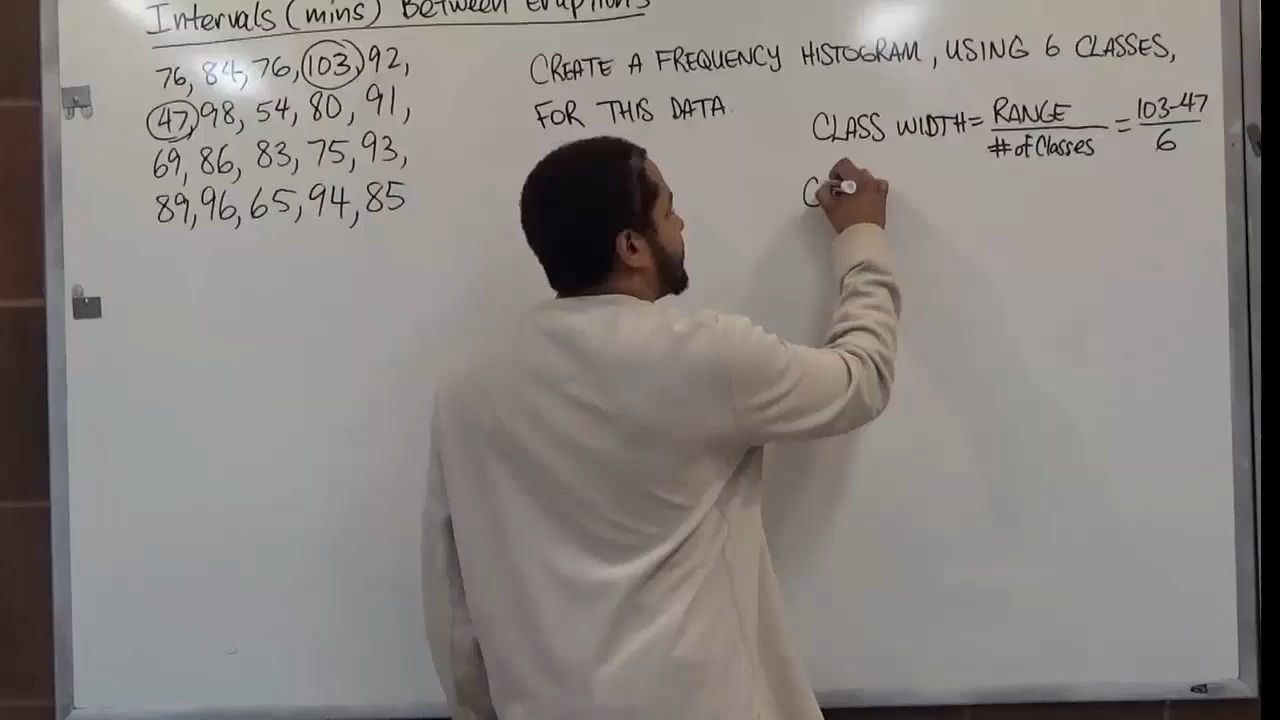 Intervals (mins) Between eruptions
76, 84, 76, 103, 92,
47, 98, 54, 80, 91,
69, 86, 83, 75, 93,
89, 96, 65, 94, 85
CREATE A FREQUENCY HISTOGRAM, USING 6 CLASSES,
FOR THIS DATA.
CLASS WIDTH = RANGE / # of Classes = 103-47 / 6
C